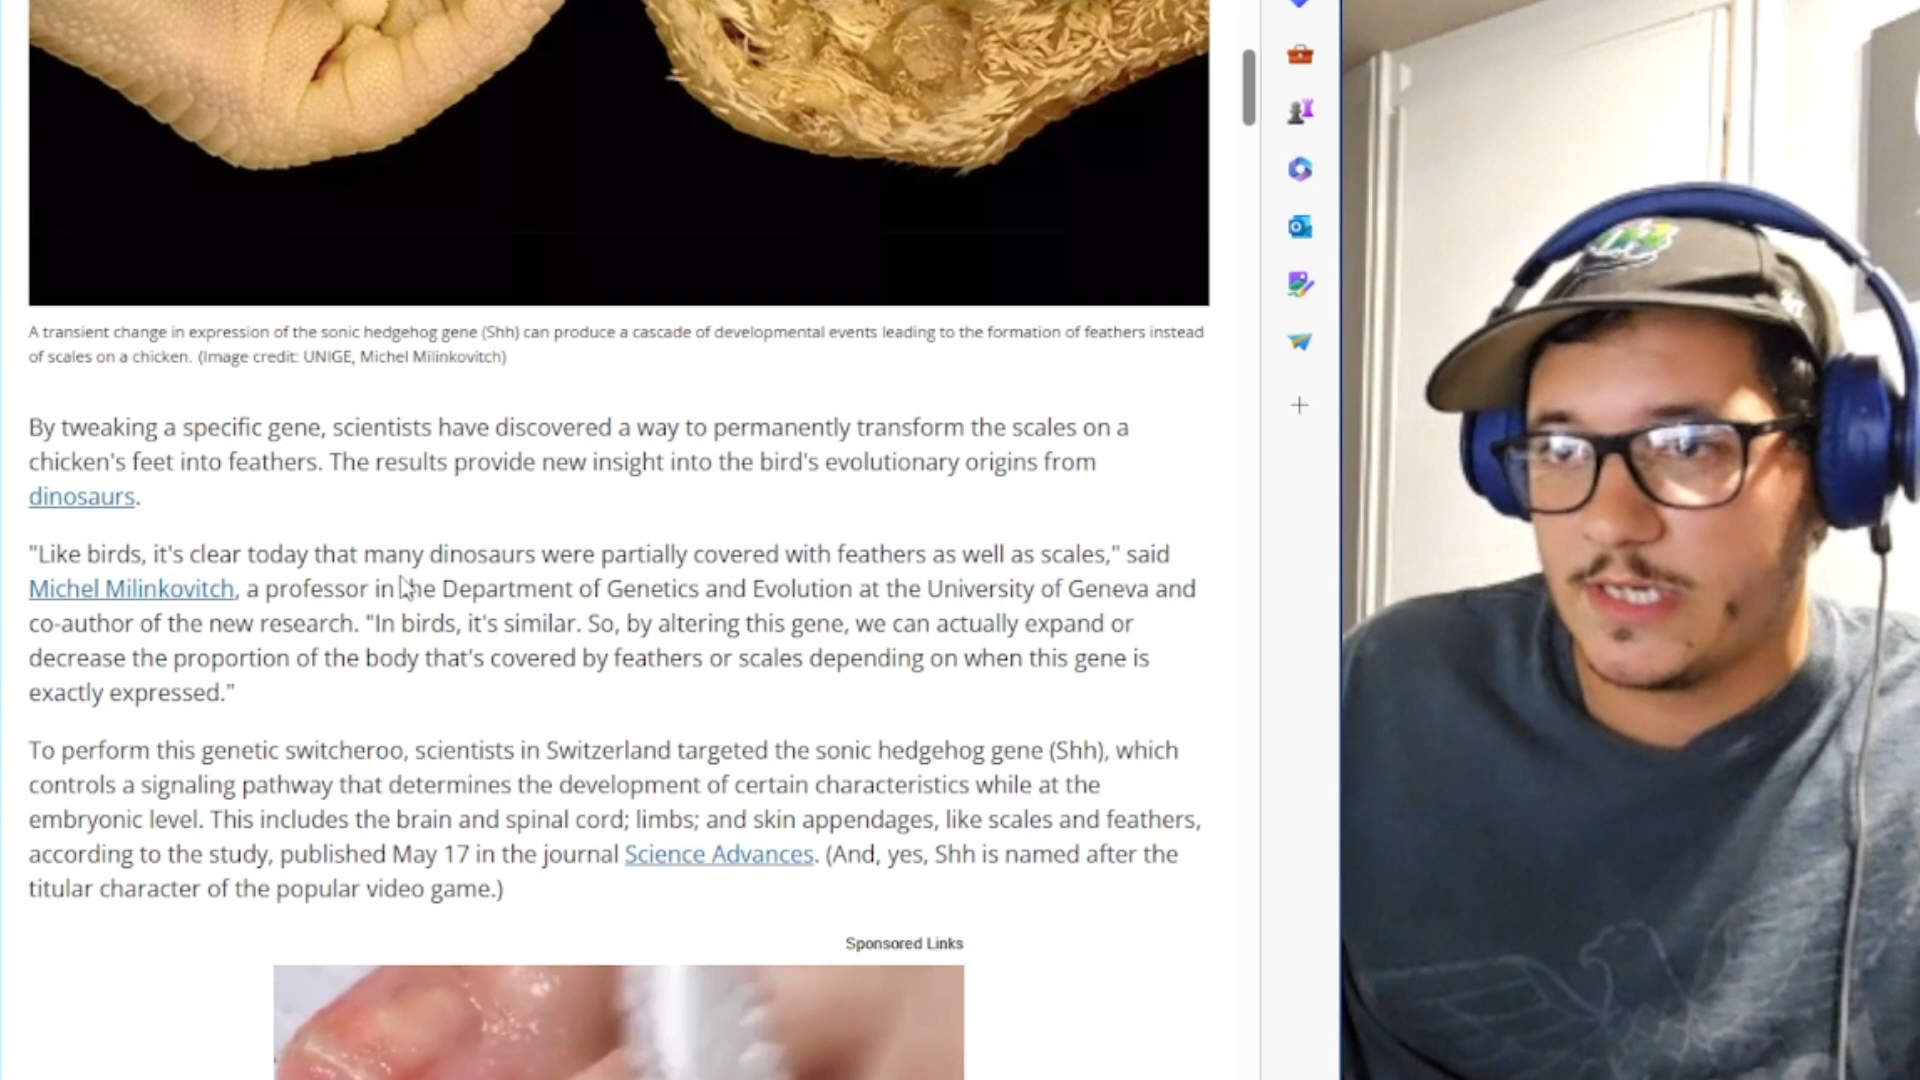 A transient change in expression of the sonic hedgehog gene (Shh) can produce a cascade of developmental events leading to the formation of feathers instead
of scales on a chicken. (Image credit: UNIGE, Michel Milinkovitch)
By tweaking a specific gene, scientists have discovered a way to permanently transform the scales on a
chicken's feet into feathers. The results provide new insight into the bird's evolutionary origins from
dinosaurs.
"Like birds, it's clear today that many dinosaurs were partially covered with feathers as well as scales," said
Michel Milinkovitch, a professor in the Department of Genetics and Evolution at the University of Geneva and
co-author of the new research. "In birds, it's similar. So, by altering this gene, we can actually expand or
decrease the proportion of the body that's covered by feathers or scales depending on when this gene is
exactly expressed."
To perform this genetic switcheroo, scientists in Switzerland targeted the sonic hedgehog gene (Shh), which
controls a signaling pathway that determines the development of certain characteristics while at the
embryonic level. This includes the brain and spinal cord; limbs; and skin appendages, like scales and feathers,
according to the study, published May 17 in the journal Science Advances. (And, yes, Shh is named after the
titular character of the popular video game.)
Sponsored Links